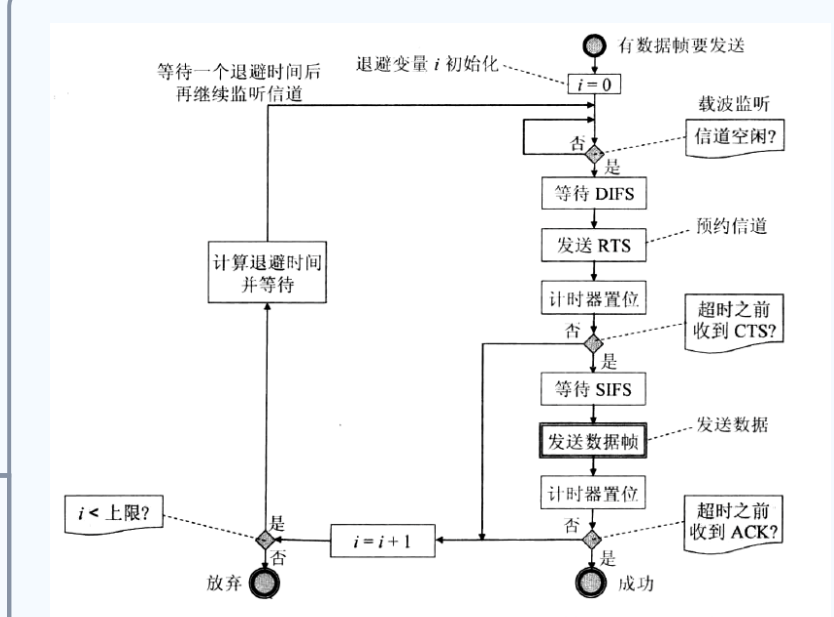 有数据帧要发送
退避变量 i 初始化
等待一个退避时间后
再继续监听信道
i = 0
载波监听
信道空闲?
否
是
等待 DIFS
预约信道
发送 RTS
计算退避时间
并等待
计时器置位
超时之前
收到 CTS?
否
是
等待 SIFS
发送数据
发送数据帧
计时器置位
超时之前
收到 ACK?
i < 上限?
是
否
i = i + 1
否
是
放弃
成功